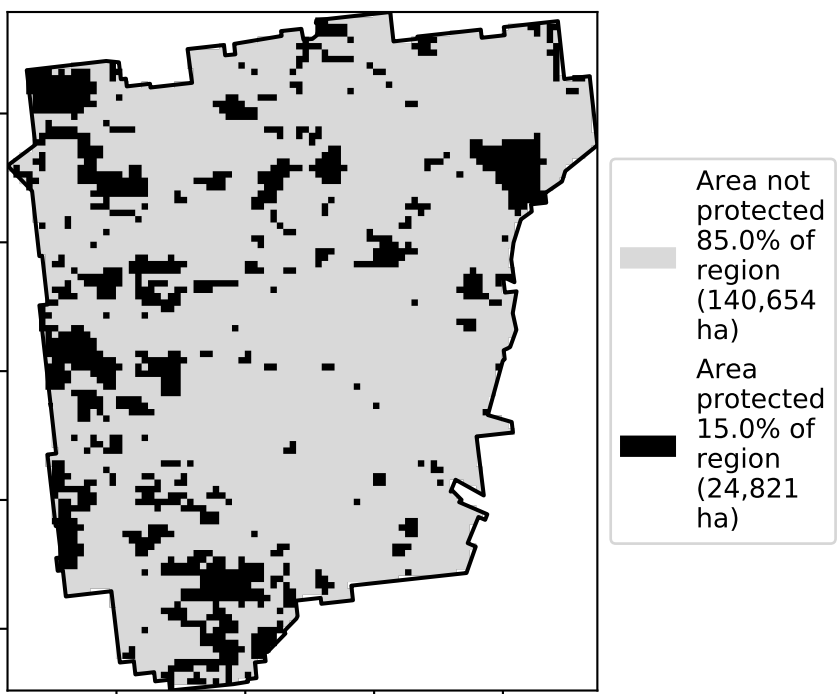 Area not
protected
85.0% of
region
(140,654
ha)
Area
protected
15.0% of
region
(24,821
ha)